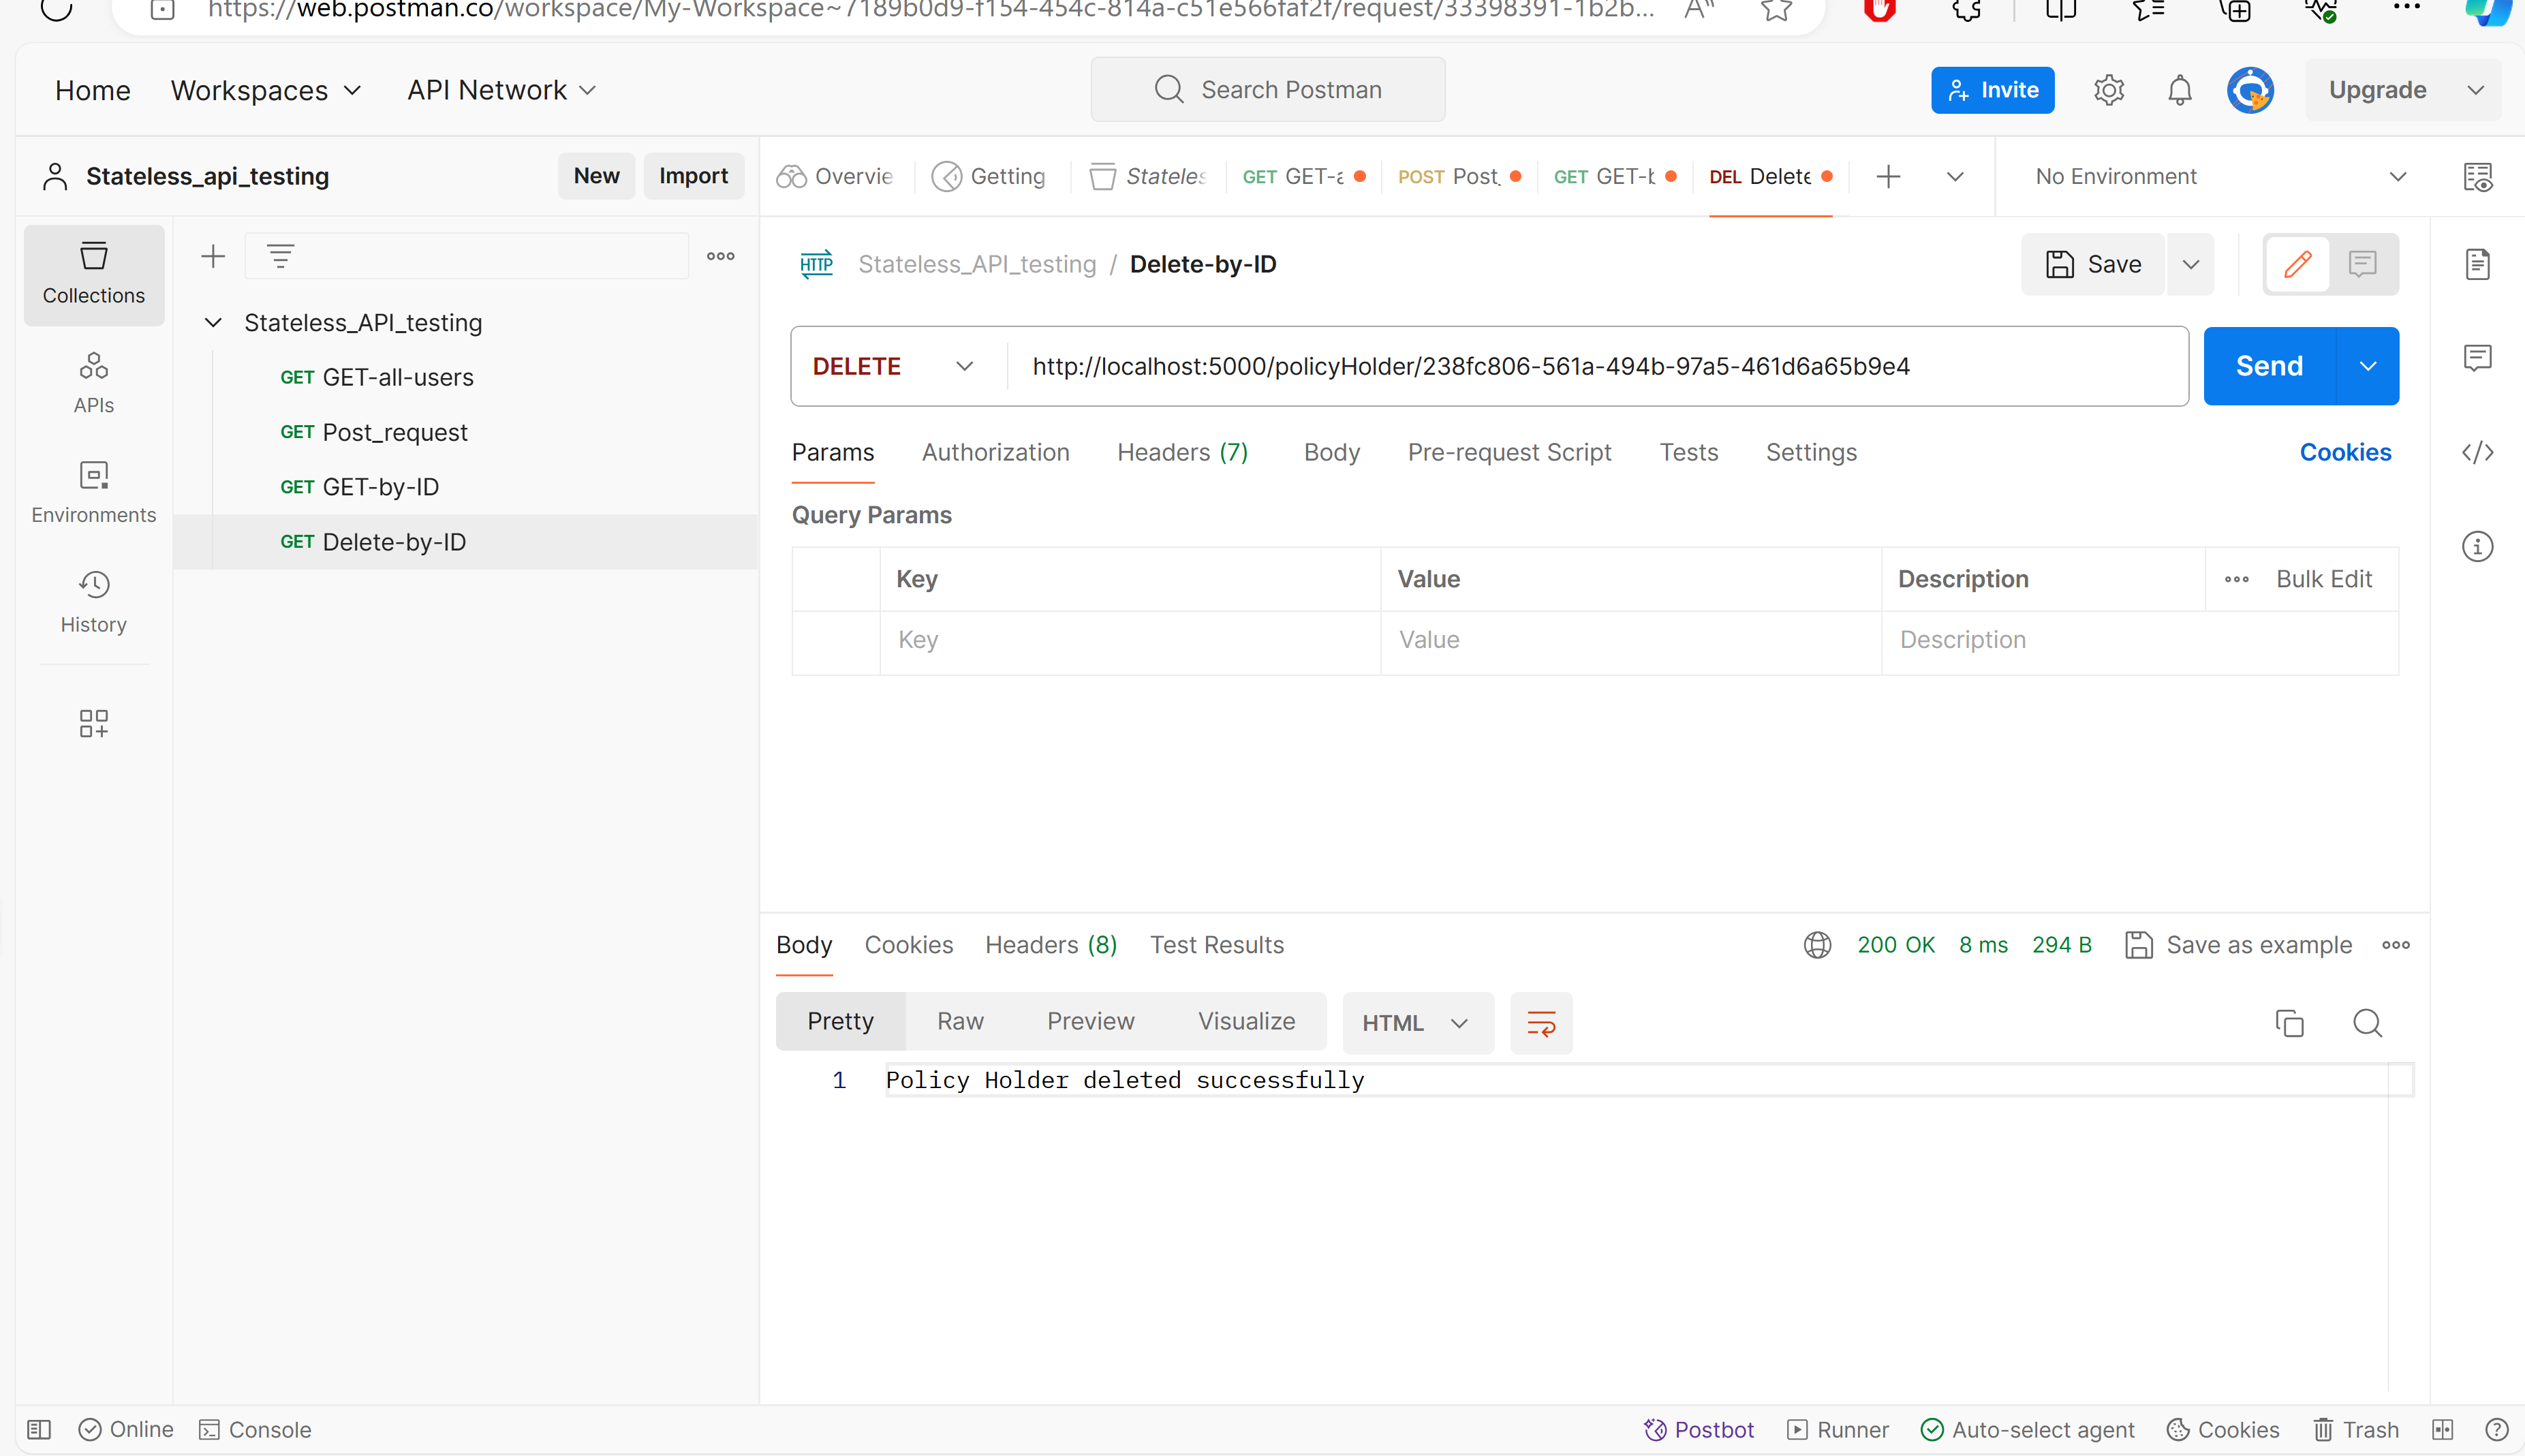 https://web.postman.co/workspace/My-Workspace~7189b0d9-f154-454c-814a-c51e566faf2f/request/33398391-1b2b...
Home Workspaces API Network Search Postman Invite Upgrade
Stateless_api_testing New Import
Overvie Getting Stateles GET GET-a POST Post_ GET GET-b DEL Delete No Environment
Collections
APIs
Environments
History
Stateless_API_testing
GET GET-all-users
GET Post_request
GET GET-by-ID
GET Delete-by-ID
HTTP Stateless_API_testing / Delete-by-ID Save
DELETE http://localhost:5000/policyHolder/238fc806-561a-494b-97a5-461d6a65b9e4 Send
Params Authorization Headers (7) Body Pre-request Script Tests Settings Cookies
Query Params
Key Value Description Bulk Edit
Key Value Description
Body Cookies Headers (8) Test Results 200 OK 8 ms 294 B Save as example
Pretty Raw Preview Visualize HTML
1 Policy Holder deleted successfully
Online Console Postbot Runner Auto-select agent Cookies Trash